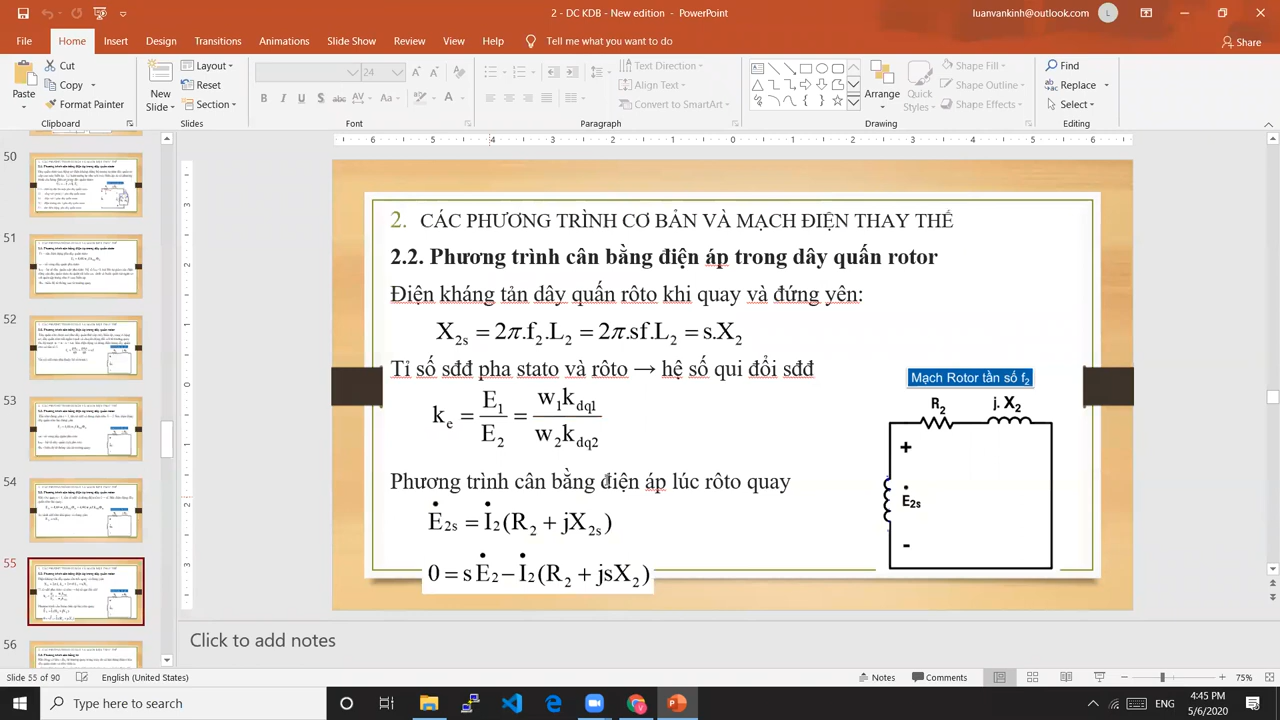 2 - DC KDB - New - PowerPoint
luanvankin@outlook.com
L
File Home Insert Design Transitions Animations Slide Show Review View Help Tell me what you want to do
Share
Paste
Cut
Copy
Format Painter
Clipboard
New Slide
Layout
Reset
Section
Slides
24
Font
Text Direction
Align Text
Convert to SmartArt
Paragraph
Arrange
Quick Styles
Shape Fill
Shape Outline
Shape Effects
Drawing
Find
Replace
Select
Editing
50
51
52
53
54
55
56
2. CÁC PHƯƠNG TRÌNH CƠ BẢN VÀ MẠCH ĐIỆN THAY THẾ
2.2. Phương trình cân bằng điện áp trong dây quấn rotor
Điện kháng tản dây quấn rôto khi quay và đứng yên:
= 2π sf L₂ = s.X₂
Tỉ số sđđ pha stato và rôto → hệ số qui đổi sđđ
k_e = E₁/E₂ = w₁k_dq1 / w₂k_dq2
Phương trình cân bằng điện áp lúc rôto quay
Ė₂s = İ₂(R₂ + jX₂s)
0 = sĖ₂ - İ₂(R₂ + jsX₂)
Mạch Rotor tần số f₂
R₂ j. X₂
+
Ė₂s
-
Click to add notes
Slide 55 of 90 English (United States) Notes Comments 75%
Type here to search
ENG
4:45 PM
5/6/2020